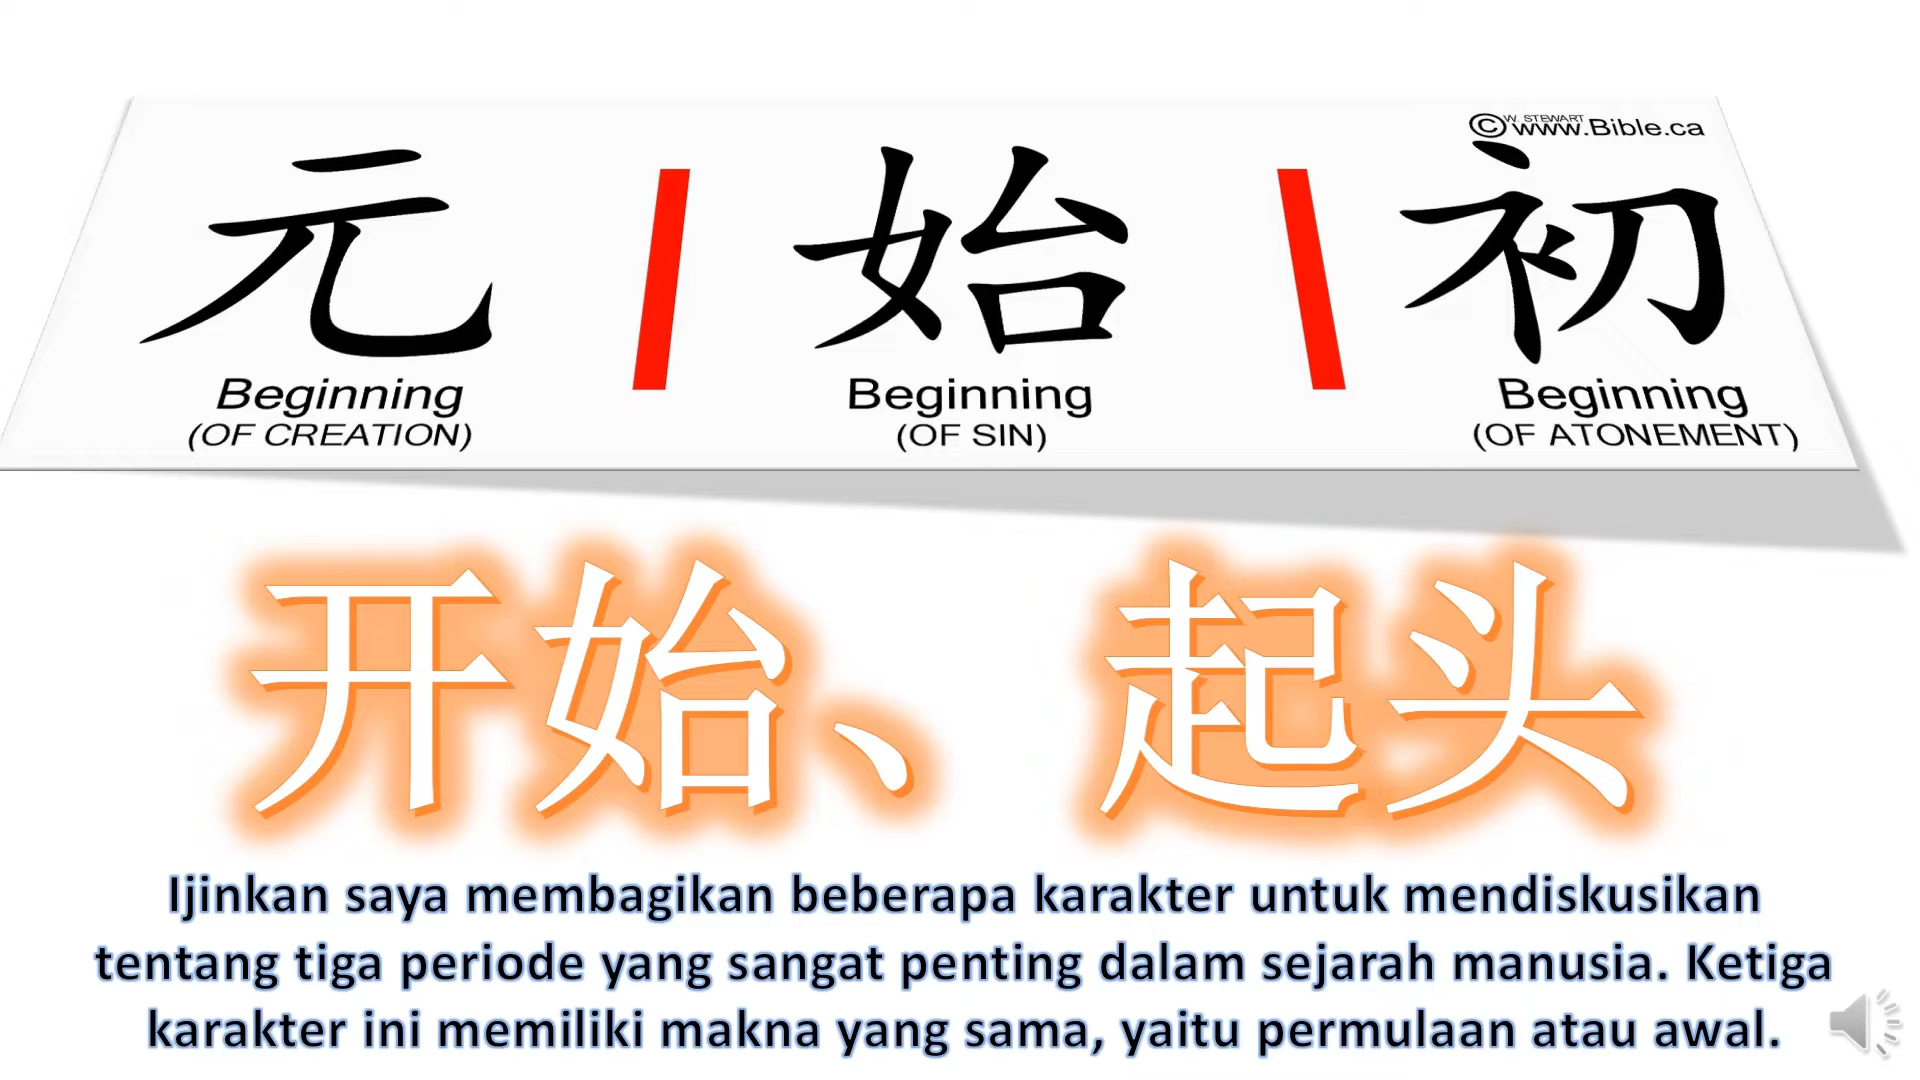 © W. STEWART www.Bible.ca
元 始 初
Beginning Beginning Beginning
(OF CREATION) (OF SIN) (OF ATONEMENT)
开始、起头
Ijinkan saya membagikan beberapa karakter untuk mendiskusikan
tentang tiga periode yang sangat penting dalam sejarah manusia. Ketiga
karakter ini memiliki makna yang sama, yaitu permulaan atau awal.